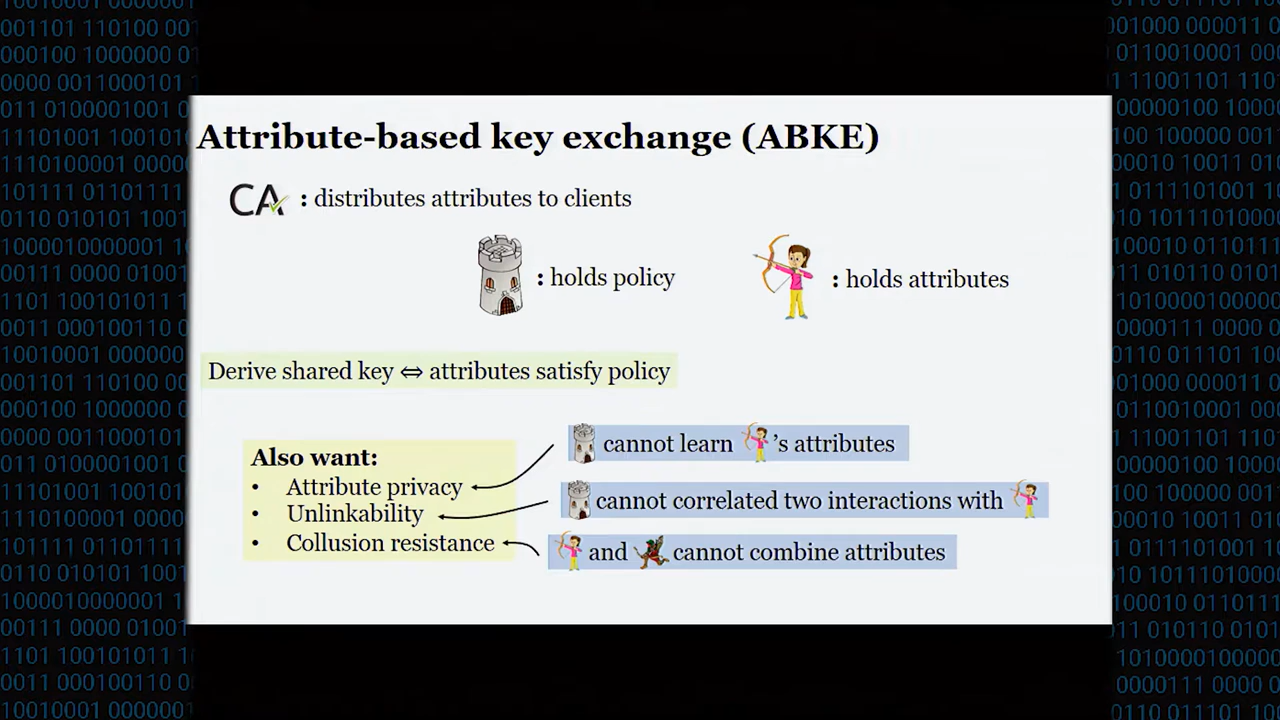 Attribute-based key exchange (ABKE)
CA : distributes attributes to clients
: holds policy
: holds attributes
Derive shared key ⇔ attributes satisfy policy
Also want:
• Attribute privacy
• Unlinkability
• Collusion resistance
cannot learn 's attributes
cannot correlated two interactions with
and cannot combine attributes